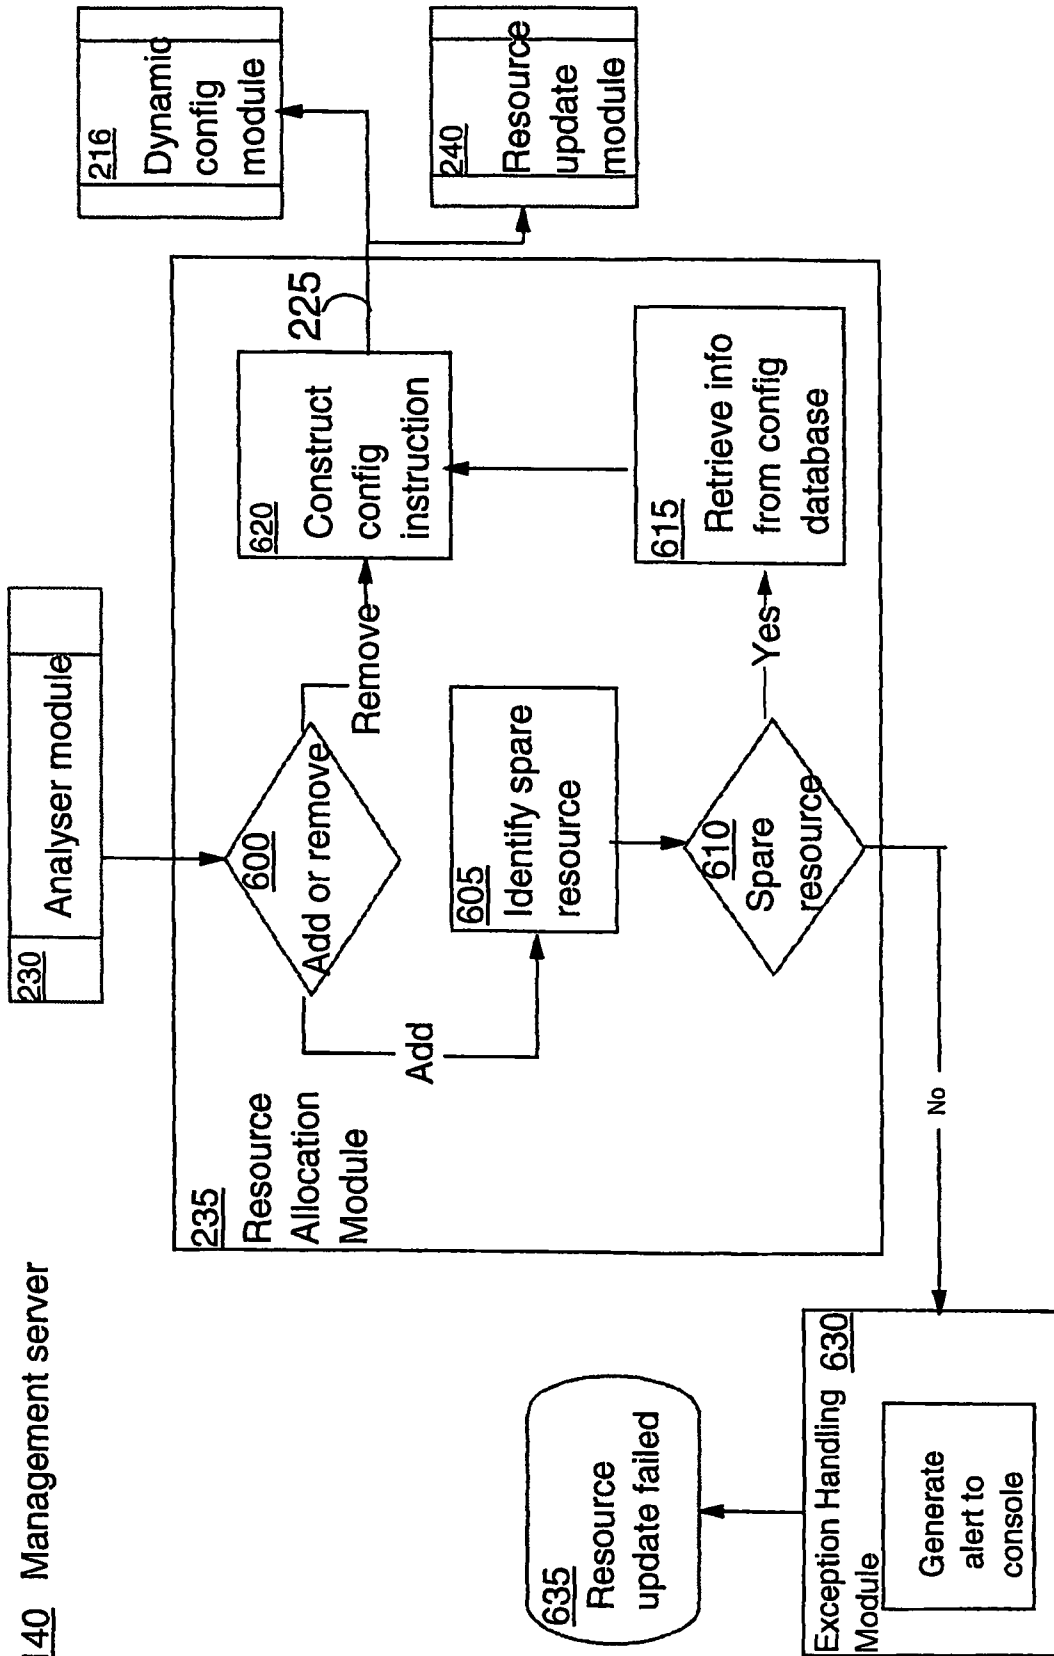 140 Management server
230
Analyser module
216
Dynamic
config
module
240
Resource
update
module
235
Resource
Allocation
Module
600
Add or remove
Remove
Add
620
Construct
config
instruction
225
605
Identify spare
resource
610
Spare
resource
Yes
615
Retrieve info
from config
database
No
635
Resource
update failed
Exception Handling 630
Module
Generate
alert to
console